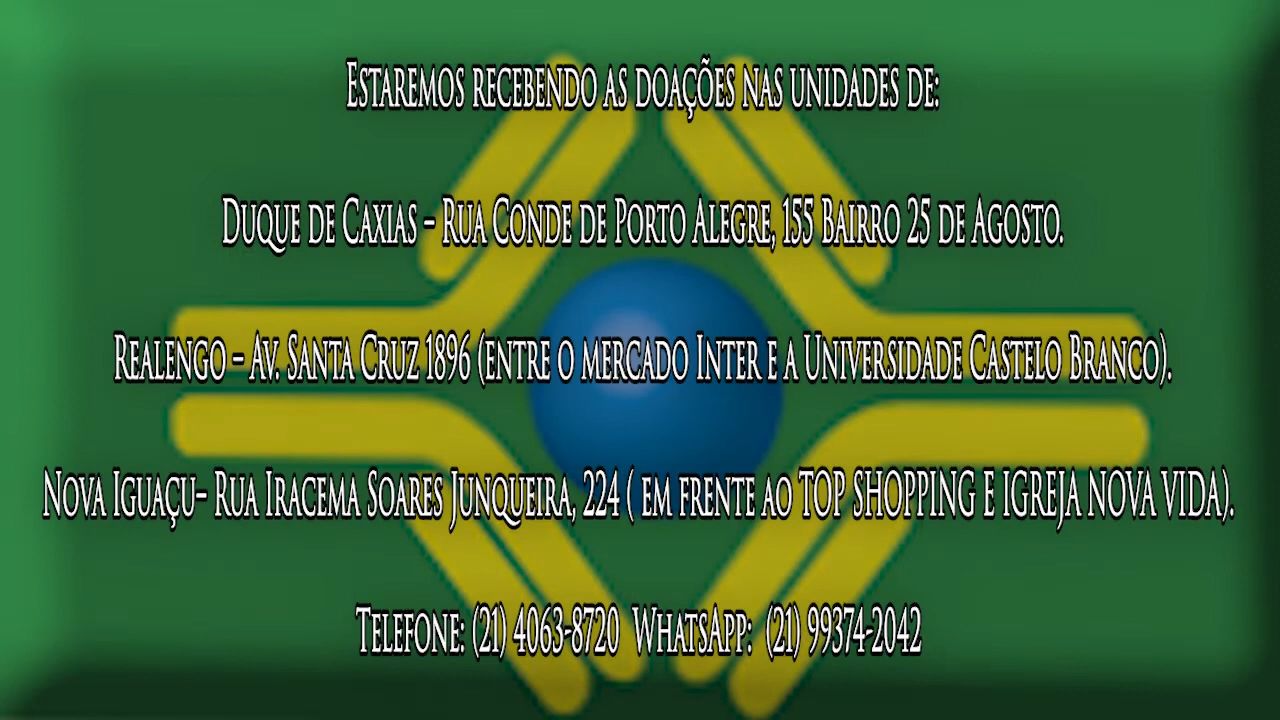 Estaremos recebendo as doações nas unidades de:
Duque de Caxias - Rua Conde de Porto Alegre, 155 Bairro 25 de Agosto.
Realengo - Av. Santa Cruz 1896 (entre o mercado Inter e a Universidade Castelo Branco).
Nova Iguaçu- Rua Iracema Soares Junqueira, 224 ( em frente ao TOP SHOPPING E IGREJA NOVA VIDA).
Telefone: (21) 4063-8720 WhatsApp: (21) 99374-2042